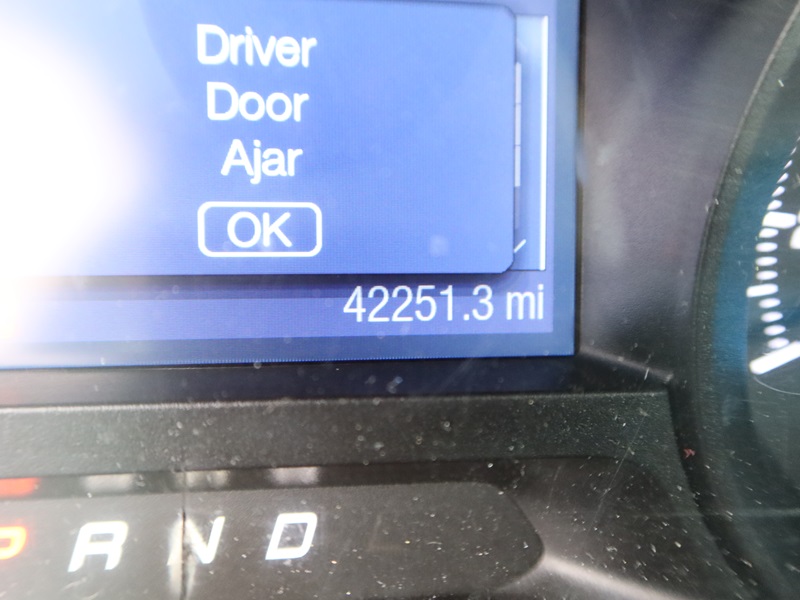 Driver
Door
Ajar
OK
42251.3 mi
P R N D